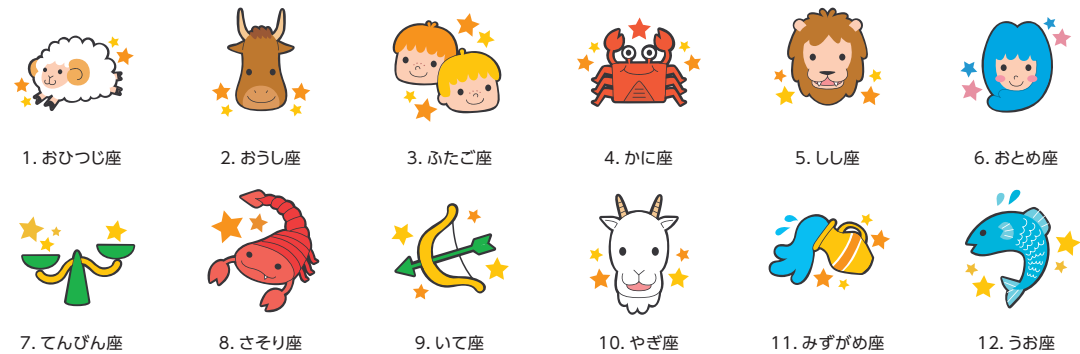 1. おひつじ座
2. おうし座
3. ふたご座
4. かに座
5. しし座
6. おとめ座
7. てんびん座
8. さそり座
9. いて座
10. やぎ座
11. みずがめ座
12. うお座